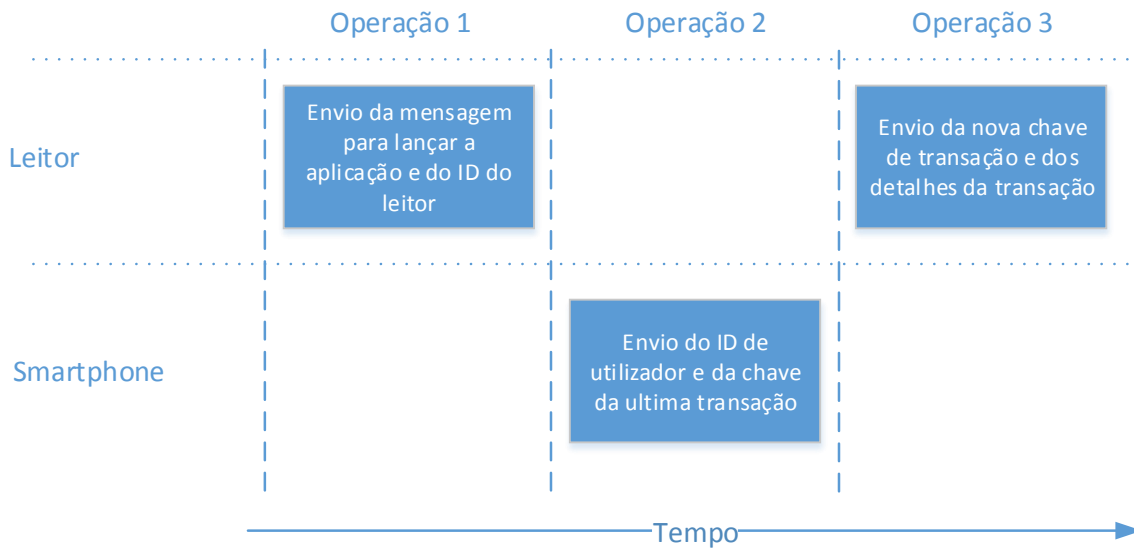 Operação 1
Operação 2
Operação 3
Leitor
Envio da mensagem
para lançar a
aplicação e do ID do
leitor
Envio da nova chave
de transação e dos
detalhes da transação
Smartphone
Envio do ID de
utilizador e da chave
da ultima transação
Tempo